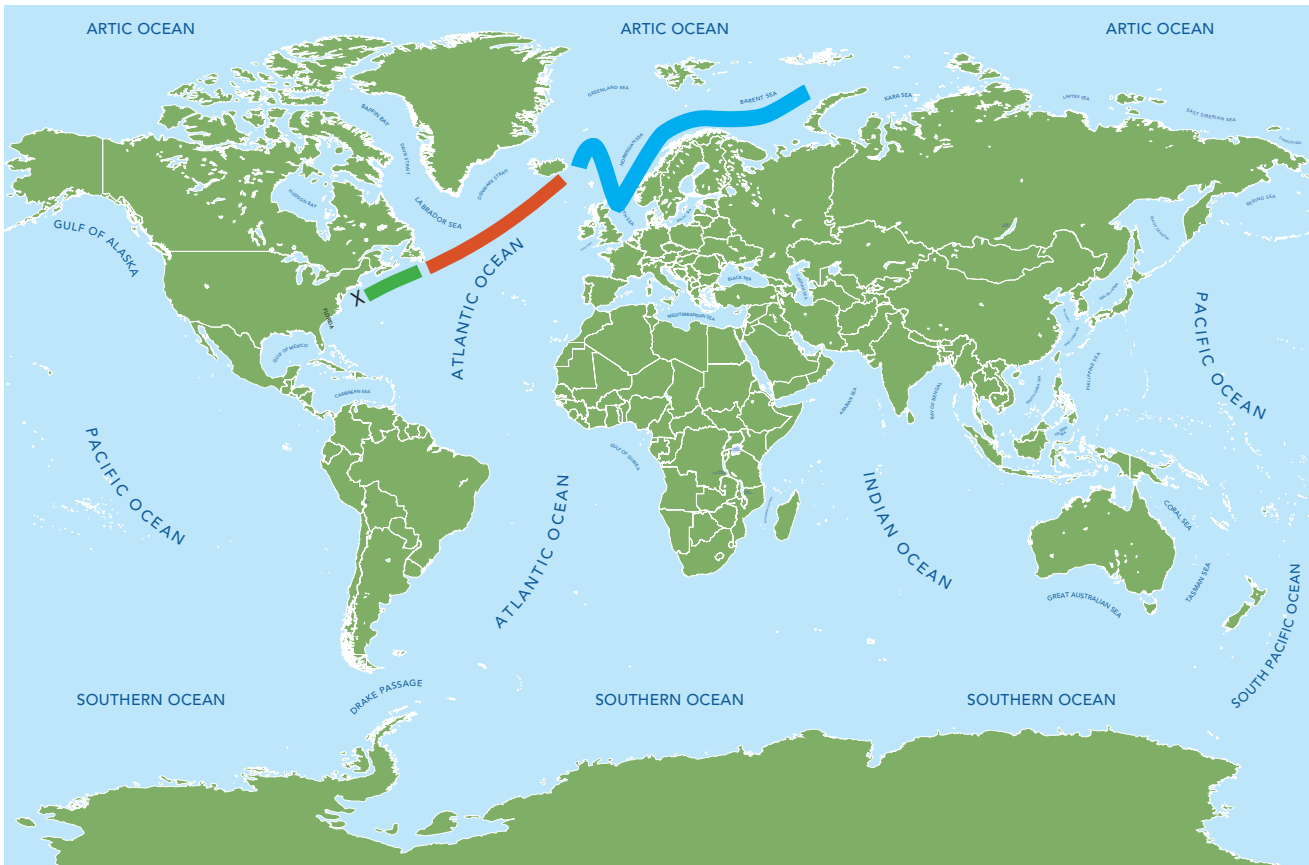 ARTIC OCEAN
ARTIC OCEAN
ARTIC OCEAN
GREENLAND SEA
BARENT SEA
KARA SEA
LAPTEV SEA
EAST SIBERIAN SEA
BAFFIN BAY
DAVIS STRAIT
NORWEGIAN SEA
HUDSON BAY
DENMARK STRAIT
LABRADOR SEA
BERING SEA
GULF OF ALASKA
BLACK SEA
CASPIAN SEA
X
FLORIDA
ATLANTIC OCEAN
MEDITERRANEAN SEA
PACIFIC OCEAN
GULF OF MEXICO
CARIBBEAN SEA
ARABIAN SEA
BAY OF BENGAL
PHILIPPINE SEA
PACIFIC OCEAN
GULF OF GUINEA
ATLANTIC OCEAN
INDIAN OCEAN
CORAL SEA
TASMAN SEA
GREAT AUSTRALIAN SEA
SOUTH PACIFIC OCEAN
DRAKE PASSAGE
SOUTHERN OCEAN
SOUTHERN OCEAN
SOUTHERN OCEAN